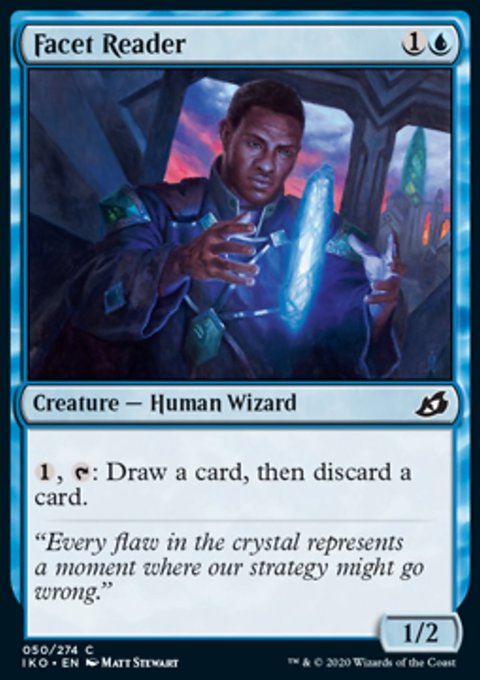 Facet Reader 1
Creature — Human Wizard
1, : Draw a card, then discard a
card.
“Every flaw in the crystal represents
a moment where our strategy might go
wrong.”
1/2
050/274 C
IKO • EN Matt Stewart
™ & © 2020 Wizards of the Coast